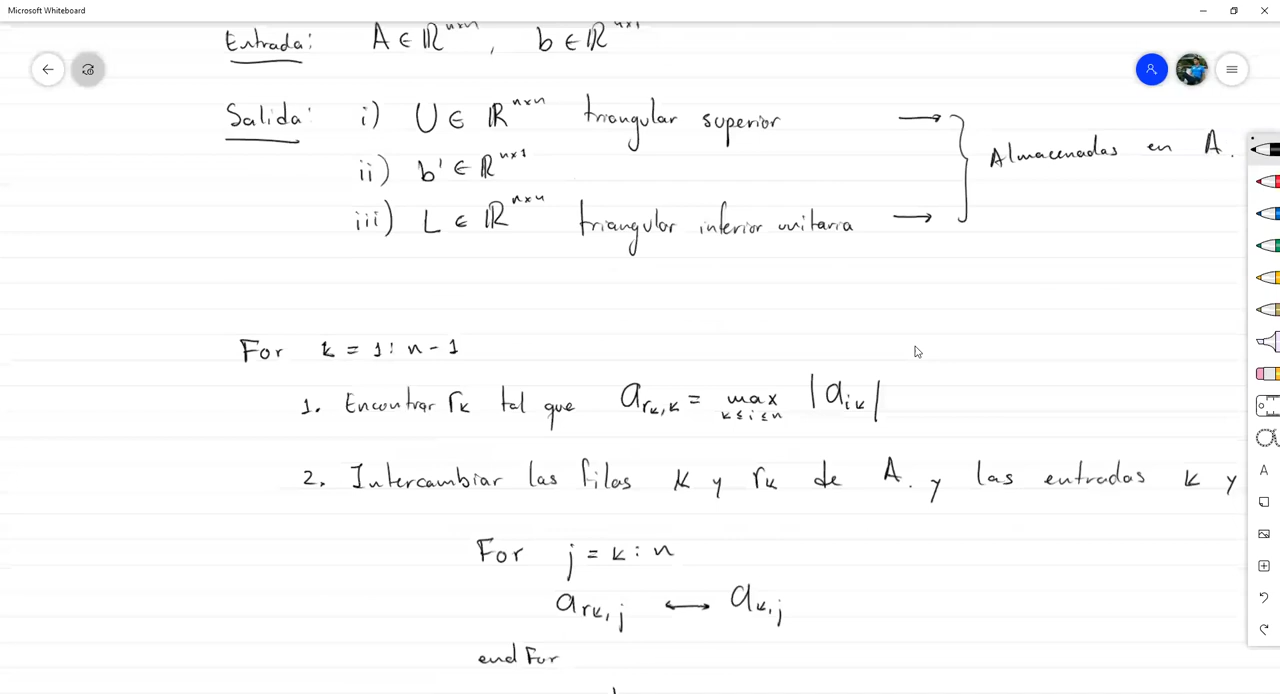 Microsoft Whiteboard
Entrada: A ∈ ℝ^{n×n}, b ∈ ℝ^{n×1}
Salida: i) U ∈ ℝ^{n×n} triangular superior →
Almacenadas en A.
ii) b' ∈ ℝ^{n×1}
iii) L ∈ ℝ^{n×n} triangular inferior unitaria →
For k = 1: n - 1
1. Encontrar r_k tal que a_{r_k,k} = max_{k≤i≤n} |a_{ik}|
2. Intercambiar las filas k y r_k de A. y las entradas k y
For j = k : n
a_{r_k,j} ↔ a_{k,j}
endFor